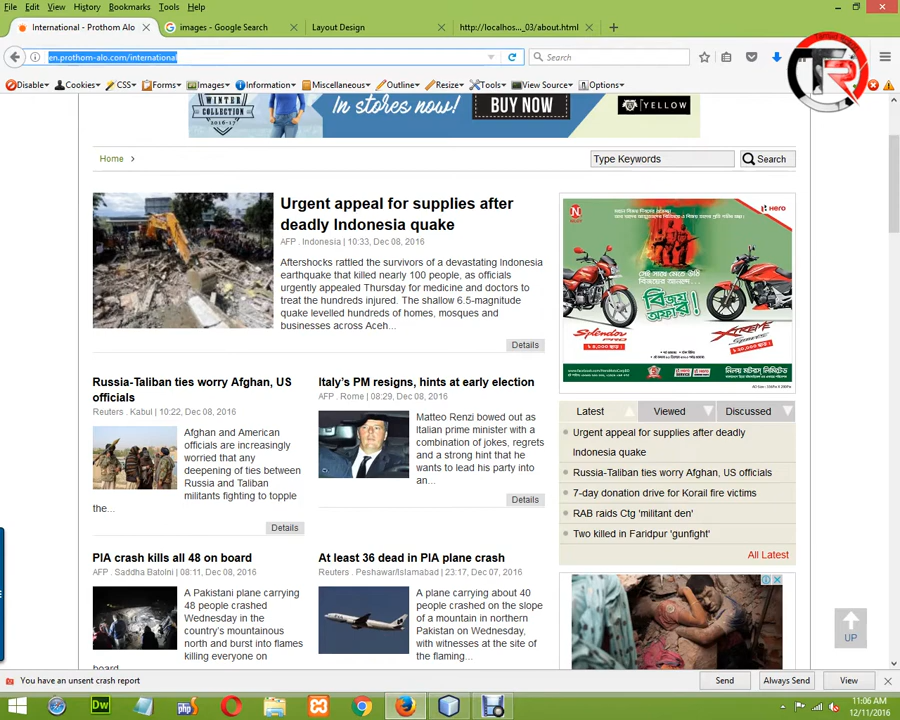 File Edit View History Bookmarks Tools Help
International - Prothom Alo
images - Google Search
Layout Design
http://localhos..._03/about.html
en.prothom-alo.com/international
Search
Disable Cookies CSS Forms Images Information Miscellaneous Outline Resize Tools View Source Options
WINTER
COLLECTION
2016-17
In stores now!
BUY NOW
YELLOW
Home
Type Keywords
Search
Urgent appeal for supplies after
deadly Indonesia quake
AFP . Indonesia | 10:33, Dec 08, 2016
Aftershocks rattled the survivors of a devastating Indonesia
earthquake that killed nearly 100 people, as officials
urgently appealed Thursday for medicine and doctors to
treat the hundreds injured. The shallow 6.5-magnitude
quake levelled hundreds of homes, mosques and
businesses across Aceh...
Details
Hero
বিজয়
অফার!
Splendor
PRO
XTREME
Sports
Russia-Taliban ties worry Afghan, US
officials
Reuters . Kabul | 10:22, Dec 08, 2016
Afghan and American
officials are increasingly
worried that any
deepening of ties between
Russia and Taliban
militants fighting to topple
the...
Details
Italy's PM resigns, hints at early election
AFP . Rome | 08:29, Dec 08, 2016
Matteo Renzi bowed out as
Italian prime minister with a
combination of jokes, regrets
and a strong hint that he
wants to lead his party into
an...
Details
Latest Viewed Discussed
Urgent appeal for supplies after deadly
Indonesia quake
Russia-Taliban ties worry Afghan, US officials
7-day donation drive for Korail fire victims
RAB raids Ctg 'militant den'
Two killed in Faridpur 'gunfight'
All Latest
PIA crash kills all 48 on board
AFP . Saddha Batolni | 08:11, Dec 08, 2016
A Pakistani plane carrying
48 people crashed
Wednesday in the
country's mountainous
north and burst into flames
killing everyone on
board
At least 36 dead in PIA plane crash
Reuters . Peshawar/Islamabad | 23:17, Dec 07, 2016
A plane carrying about 40
people crashed on the slope
of a mountain in northern
Pakistan on Wednesday,
with witnesses at the site of
the flaming...
UP
You have an unsent crash report
Send
Always Send
View
Dw
php
11:06 AM
12/11/2016